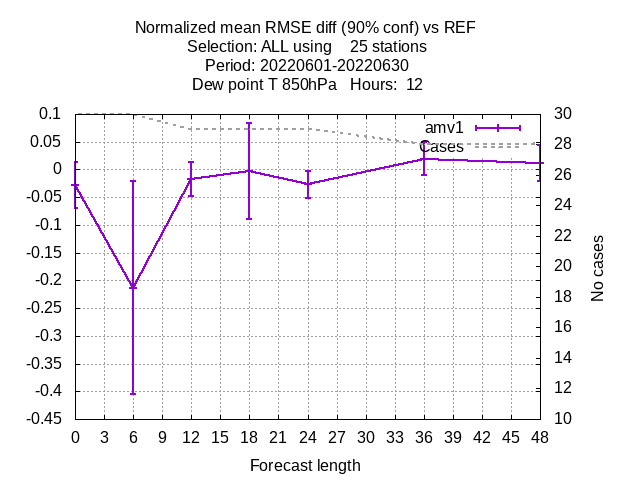 Normalized mean RMSE diff (90% conf) vs REF
Selection: ALL using    25 stations
Period: 20220601-20220630
Dew point T 850hPa   Hours:  12
amv1
Cases
0.1
0.05
0
-0.05
-0.1
-0.15
-0.2
-0.25
-0.3
-0.35
-0.4
-0.45
30
28
26
24
22
20
18
16
14
12
10
No cases
0 3 6 9 12 15 18 21 24 27 30 33 36 39 42 45 48
Forecast length